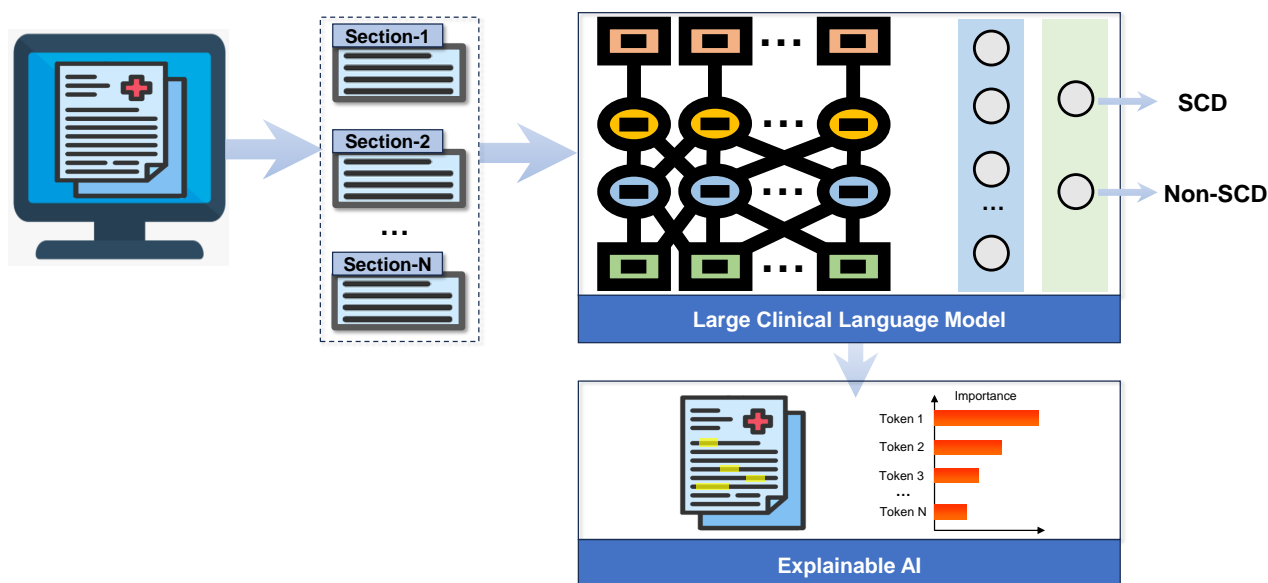 Section-1
Section-2
...
Section-N
...
...
...
...
...
SCD
Non-SCD
Large Clinical Language Model
Importance
Token 1
Token 2
Token 3
...
Token N
Explainable AI